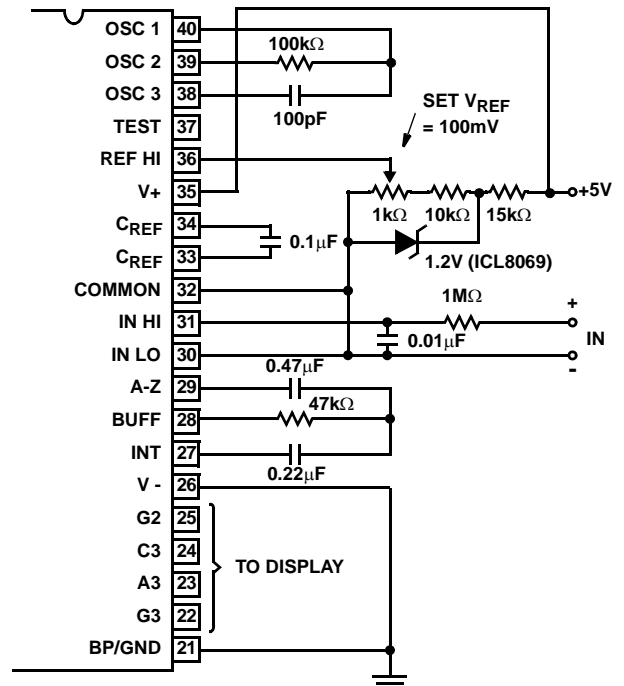 OSC 1
40
OSC 2
39
OSC 3
38
TEST
37
REF HI
36
V+
35
CREF
34
CREF
33
COMMON
32
IN HI
31
IN LO
30
A-Z
29
BUFF
28
INT
27
V -
26
G2
25
C3
24
A3
23
G3
22
BP/GND
21
100kΩ
100pF
SET VREF
= 100mV
+5V
1kΩ
10kΩ
15kΩ
0.1μF
1.2V (ICL8069)
1MΩ
+
IN
-
0.01μF
0.47μF
47kΩ
0.22μF
TO DISPLAY